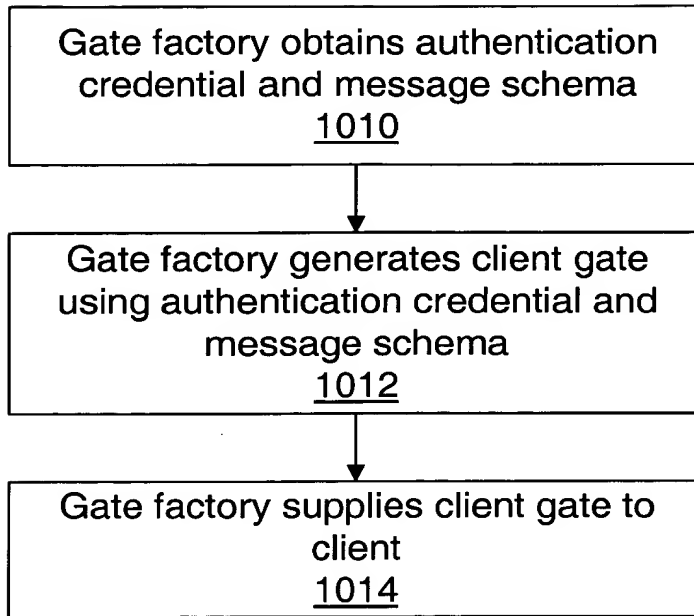 Gate factory obtains authentication
credential and message schema
1010
Gate factory generates client gate
using authentication credential and
message schema
1012
Gate factory supplies client gate to
client
1014